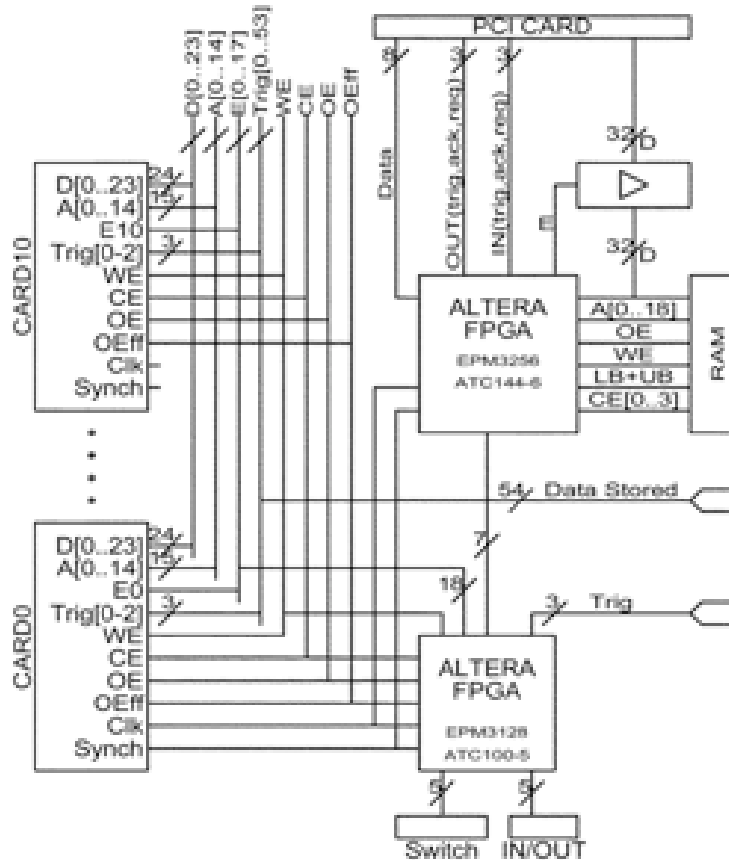 PCI CARD
D[0..23]
A[0..14]
E[0..17]
Trig[0..53]
WE
CE
OE
OEff
8
3
3
Data
OUT(trig,ack,req)
IN(trig,ack,req)
32
D
E
32
D
CARD10
D[0..23]
24
A[0..14]
15
E10
Trig[0-2]
3
WE
CE
OE
OEff
Clk
Synch
ALTERA
FPGA
EPM3256
ATC144-6
A[0..18]
OE
WE
LB+UB
CE[0..3]
RAM
54
Data Stored
7
18
3
Trig
CARD0
D[0..23]
24
A[0..14]
15
E0
Trig[0-2]
3
WE
CE
OE
OEff
Clk
Synch
ALTERA
FPGA
EPM3128
ATC100-5
5
5
Switch
IN/OUT